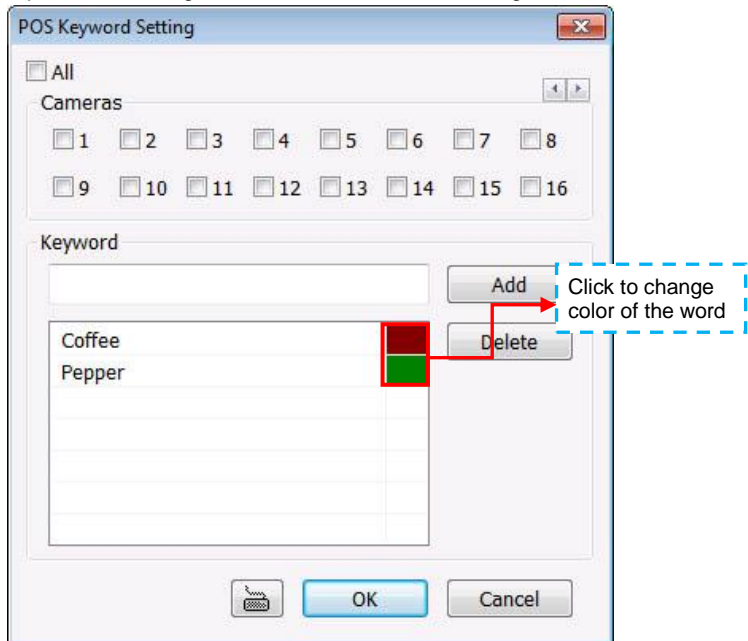 POS Keyword Setting
All
Cameras
1 2 3 4 5 6 7 8
9 10 11 12 13 14 15 16
Keyword
Add
Click to change
color of the word
Coffee
Delete
Pepper
OK Cancel